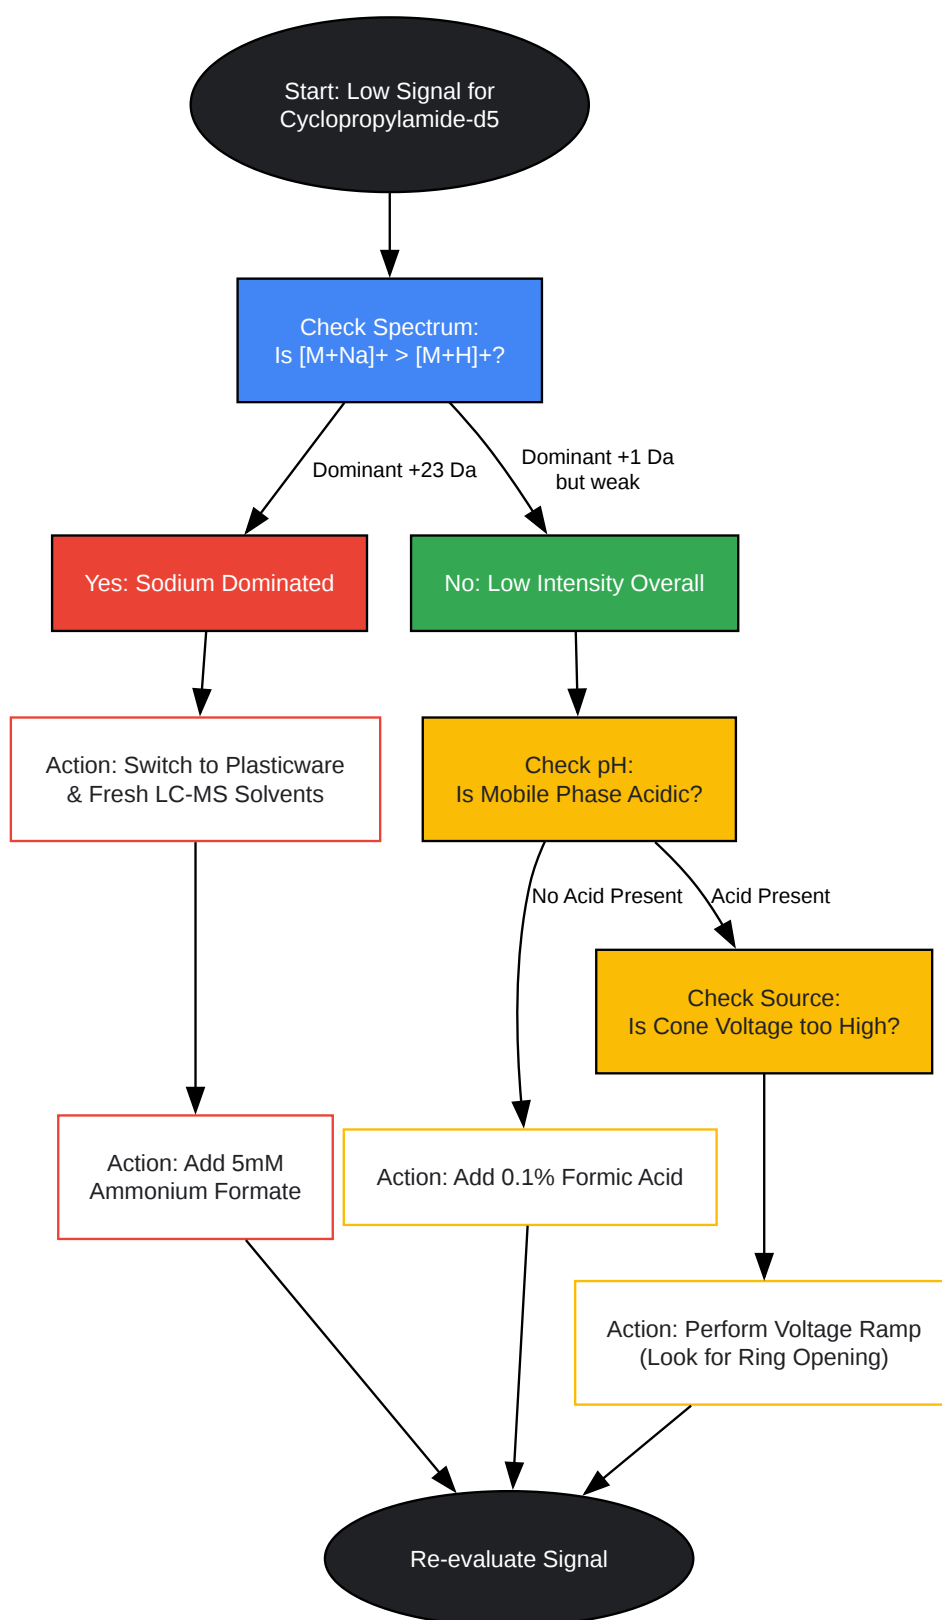 Start: Low Signal for
Cyclopropylamide-d5
Check Spectrum:
Is [M+Na]+ > [M+H]+?
Dominant +23 Da
Dominant +1 Da
but weak
Yes: Sodium Dominated
No: Low Intensity Overall
Action: Switch to Plasticware
& Fresh LC-MS Solvents
Check pH:
Is Mobile Phase Acidic?
No Acid Present
Acid Present
Check Source:
Is Cone Voltage too High?
Action: Add 5mM
Ammonium Formate
Action: Add 0.1% Formic Acid
Action: Perform Voltage Ramp
(Look for Ring Opening)
Re-evaluate Signal